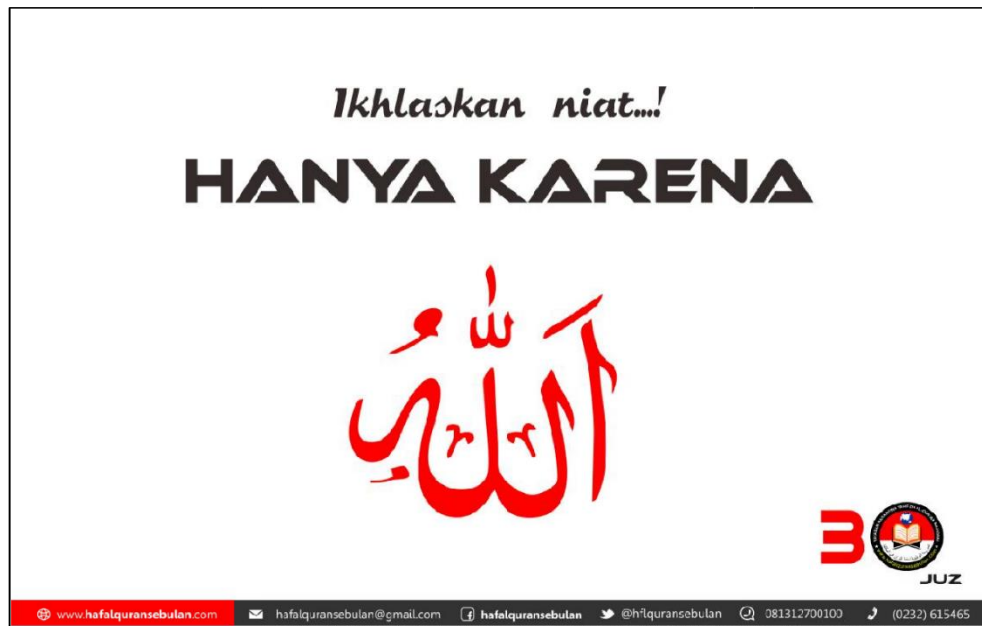 Ikhlaskan niat...!
HANYA KARENA
اللهُ
30
JUZ
www.hafalquransebulan.com hafalquransebulan@gmail.com hafalquransebulan @hflquransebulan 081312700100 (0232) 615465